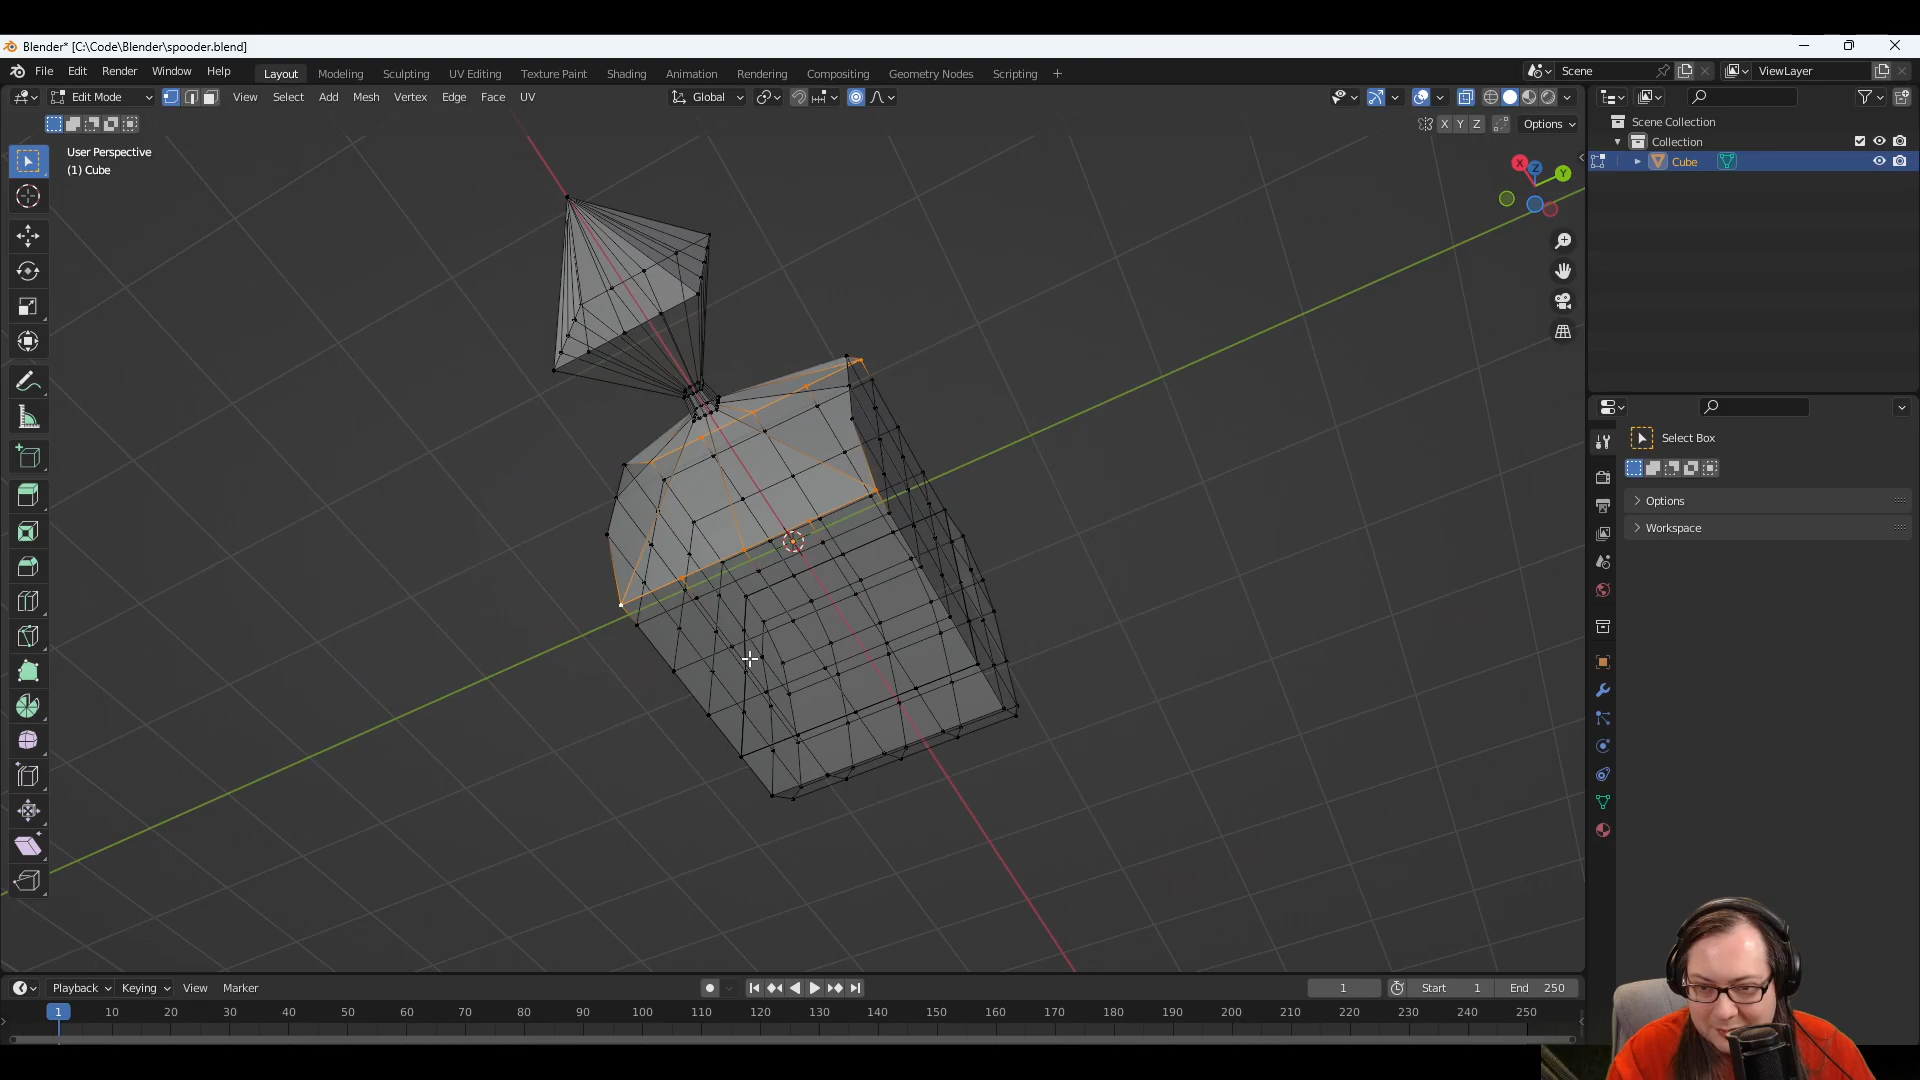 Blender* [C:\Code\Blender\spooder.blend]
File Edit Render Window Help Layout Modeling Sculpting UV Editing Texture Paint Shading Animation Rendering Compositing Geometry Nodes Scripting + Scene ViewLayer
Edit Mode View Select Add Mesh Vertex Edge Face UV Global
X Y Z Options
User Perspective
(1) Cube
X Z Y
Scene Collection
Collection
Cube
Select Box
Options
Workspace
Playback Keying View Marker 1 Start 1 End 250
1 10 20 30 40 50 60 70 80 90 100 110 120 130 140 150 160 170 180 190 200 210 220 230 240 250